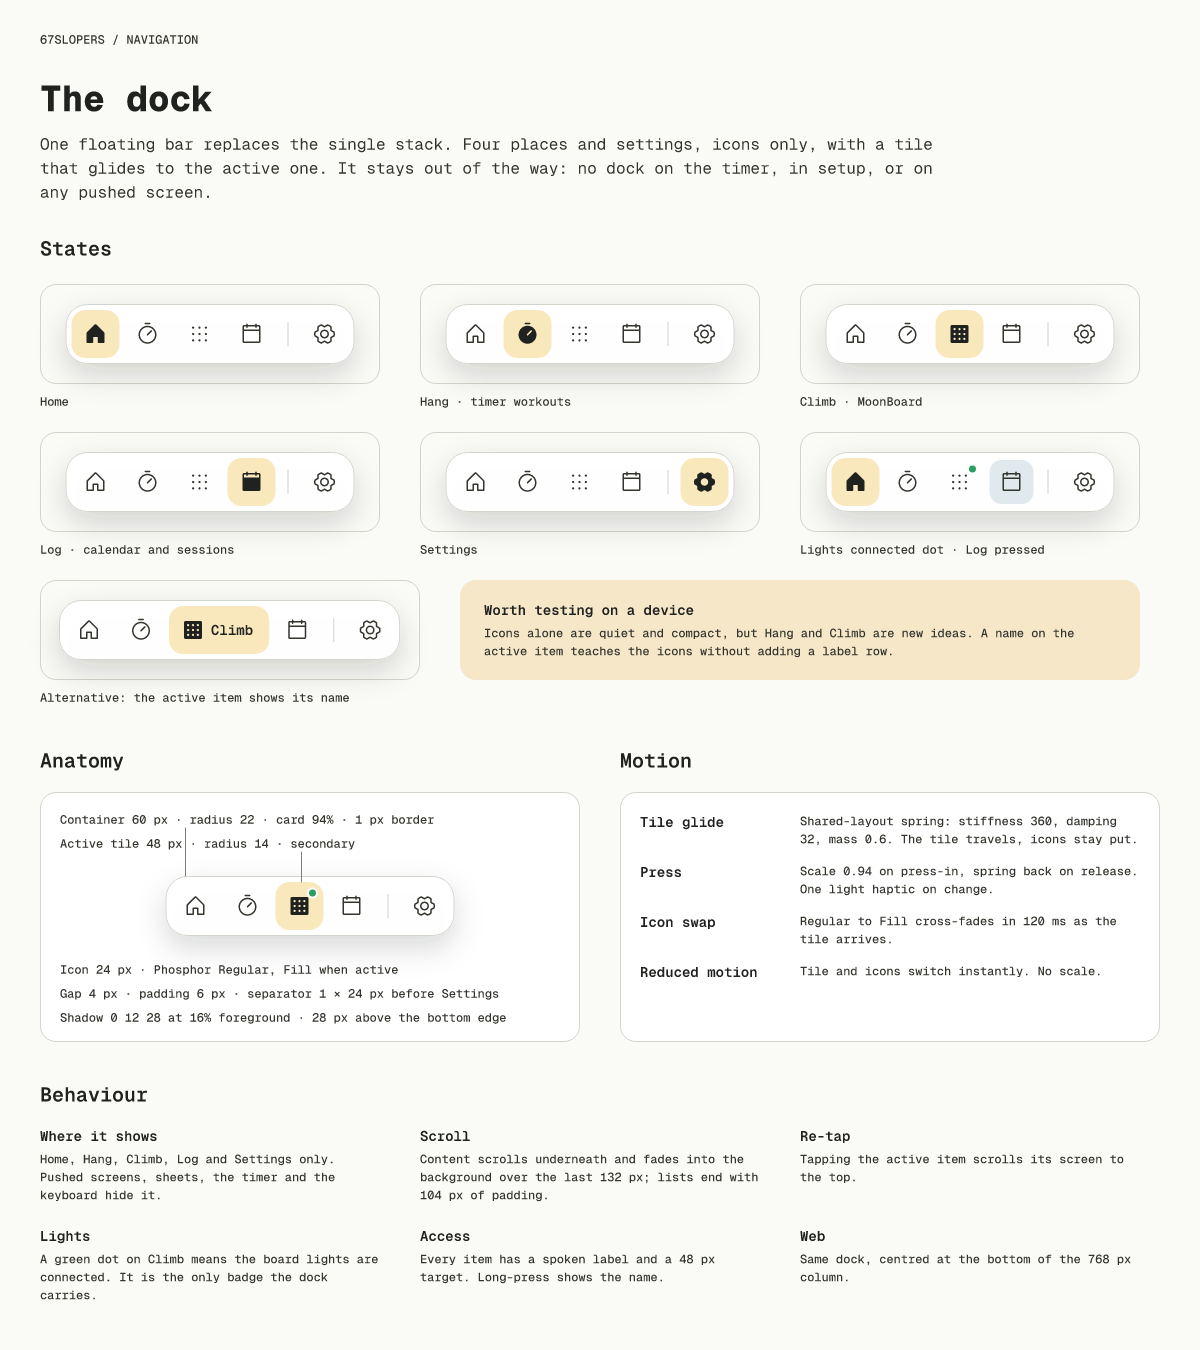 67SLOPERS / NAVIGATION
The dock
One floating bar replaces the single stack. Four places and settings, icons only, with a tile
that glides to the active one. It stays out of the way: no dock on the timer, in setup, or on
any pushed screen.
States
Home
Hang · timer workouts
Climb · MoonBoard
Log · calendar and sessions
Settings
Lights connected dot · Log pressed
Climb
Alternative: the active item shows its name
Worth testing on a device
Icons alone are quiet and compact, but Hang and Climb are new ideas. A name on the
active item teaches the icons without adding a label row.
Anatomy
Container 60 px · radius 22 · card 94% · 1 px border
Active tile 48 px · radius 14 · secondary
Icon 24 px · Phosphor Regular, Fill when active
Gap 4 px · padding 6 px · separator 1 × 24 px before Settings
Shadow 0 12 28 at 16% foreground · 28 px above the bottom edge
Motion
Tile glide
Shared-layout spring: stiffness 360, damping
32, mass 0.6. The tile travels, icons stay put.
Press
Scale 0.94 on press-in, spring back on release.
One light haptic on change.
Icon swap
Regular to Fill cross-fades in 120 ms as the
tile arrives.
Reduced motion
Tile and icons switch instantly. No scale.
Behaviour
Where it shows
Home, Hang, Climb, Log and Settings only.
Pushed screens, sheets, the timer and the
keyboard hide it.
Scroll
Content scrolls underneath and fades into the
background over the last 132 px; lists end with
104 px of padding.
Re-tap
Tapping the active item scrolls its screen to
the top.
Lights
A green dot on Climb means the board lights are
connected. It is the only badge the dock
carries.
Access
Every item has a spoken label and a 48 px
target. Long-press shows the name.
Web
Same dock, centred at the bottom of the 768 px
column.